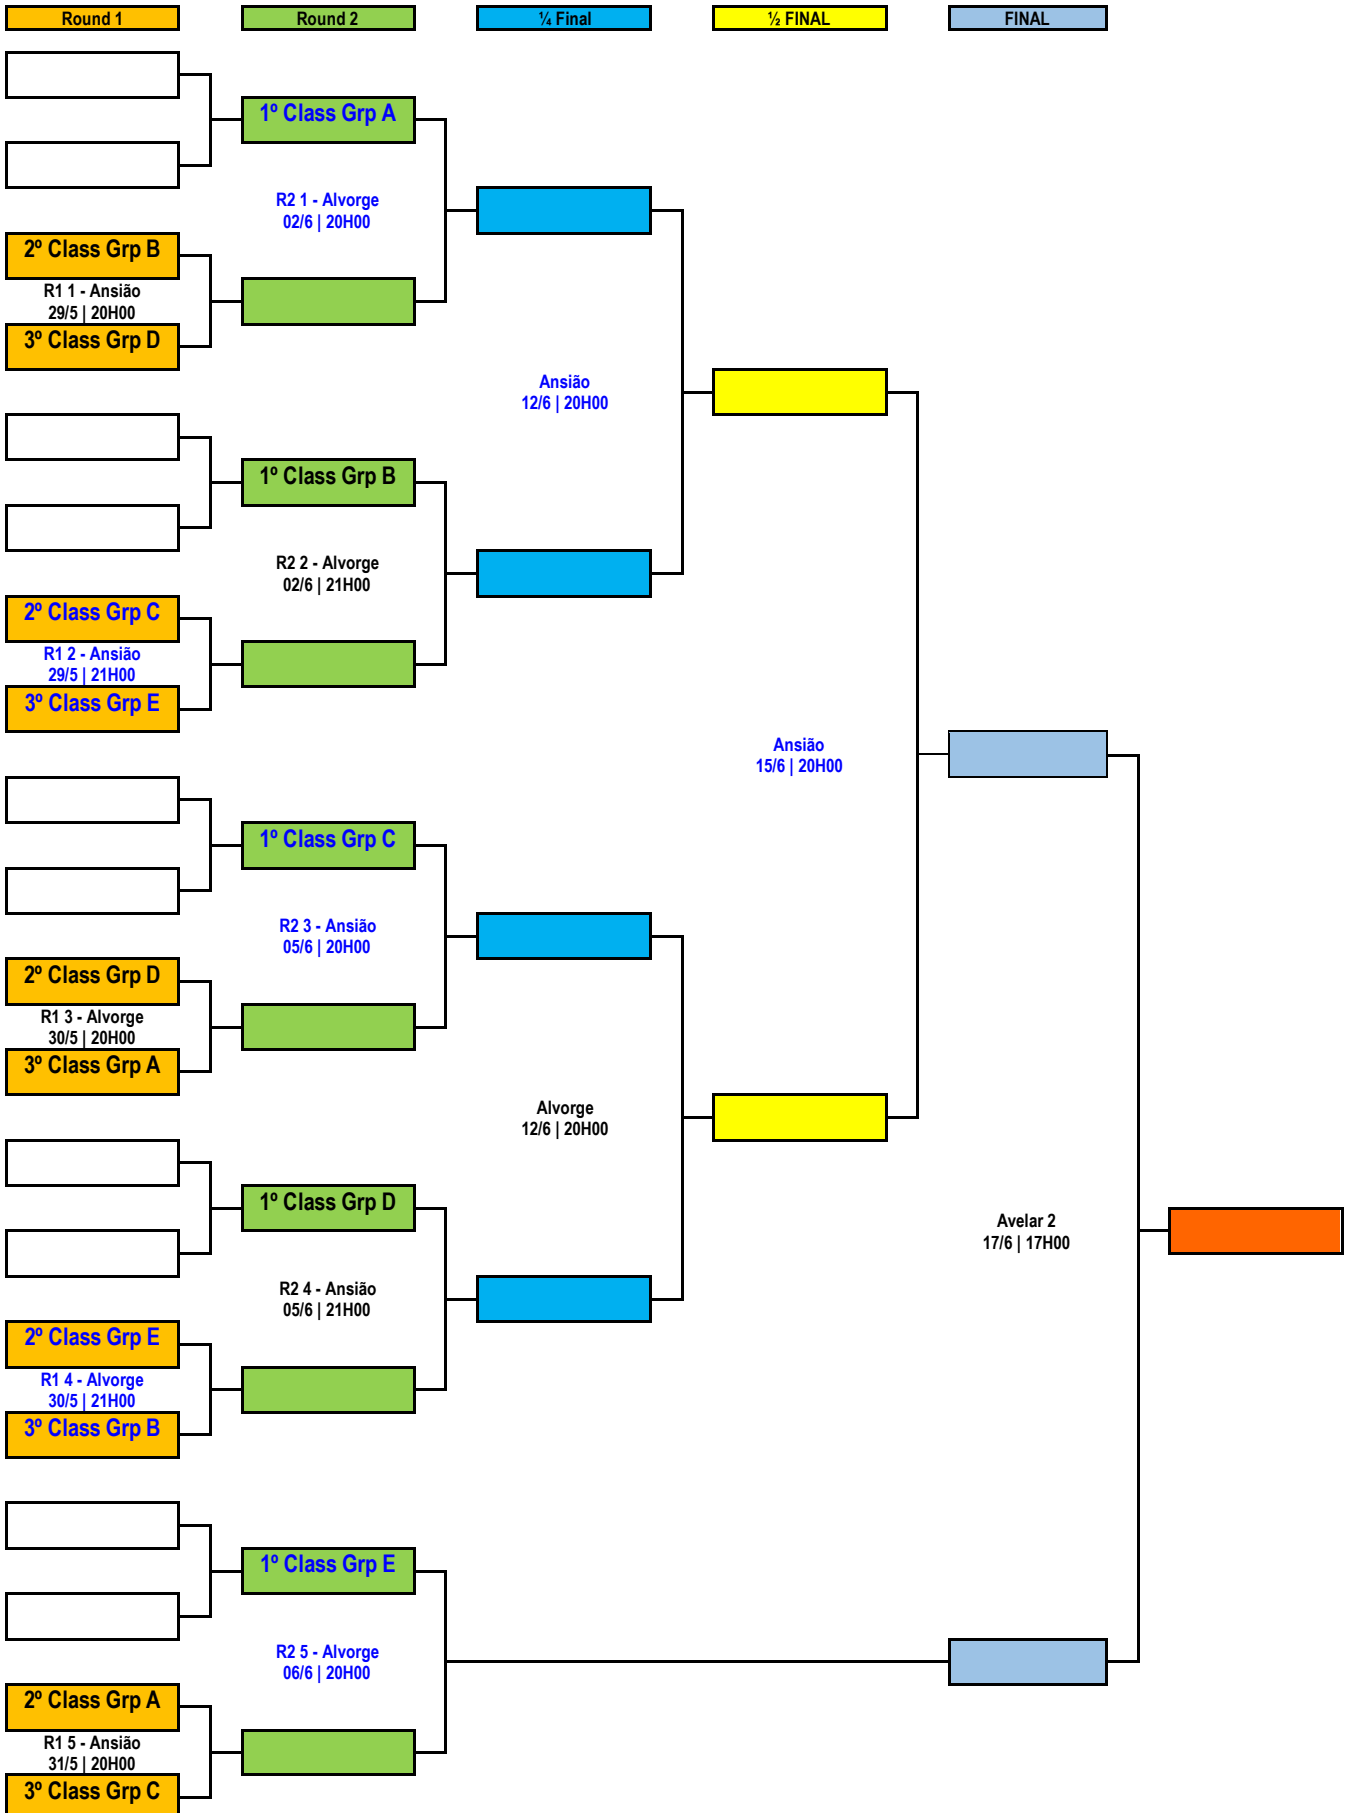 Round 1
Round 2
¼ Final
½ FINAL
FINAL
1º Class Grp A
R2 1 - Alvorge
02/6 | 20H00
2º Class Grp B
R1 1 - Ansião
29/5 | 20H00
3º Class Grp D
Ansião
12/6 | 20H00
1º Class Grp B
R2 2 - Alvorge
02/6 | 21H00
2º Class Grp C
R1 2 - Ansião
29/5 | 21H00
3º Class Grp E
Ansião
15/6 | 20H00
1º Class Grp C
R2 3 - Ansião
05/6 | 20H00
2º Class Grp D
R1 3 - Alvorge
30/5 | 20H00
3º Class Grp A
Alvorge
12/6 | 20H00
1º Class Grp D
Avelar 2
17/6 | 17H00
R2 4 - Ansião
05/6 | 21H00
2º Class Grp E
R1 4 - Alvorge
30/5 | 21H00
3º Class Grp B
1º Class Grp E
R2 5 - Alvorge
06/6 | 20H00
2º Class Grp A
R1 5 - Ansião
31/5 | 20H00
3º Class Grp C